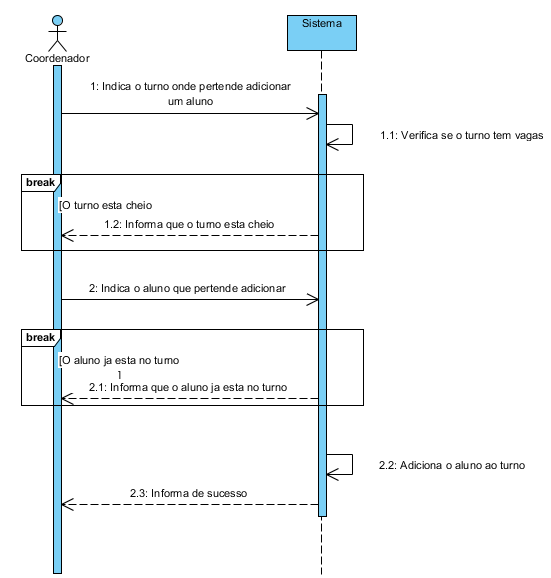 Sistema
Coordenador
1: Indica o turno onde pertende adicionar
um aluno
1.1: Verifica se o turno tem vagas
break
[O turno esta cheio
1.2: Informa que o turno esta cheio
2: Indica o aluno que pertende adicionar
break
[O aluno ja esta no turno
]
2.1: Informa que o aluno ja esta no turno
2.2: Adiciona o aluno ao turno
2.3: Informa de sucesso